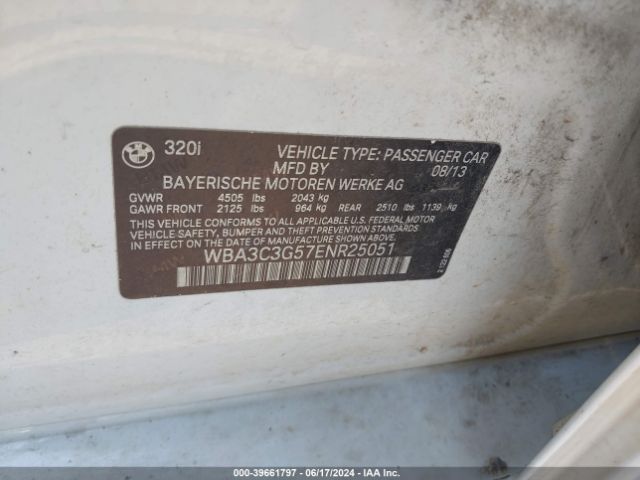 BMW
320i VEHICLE TYPE: PASSENGER CAR
MFD BY 08/13
BAYERISCHE MOTOREN WERKE AG
GVWR 4505 lbs 2043 kg
GAWR FRONT 2125 lbs 964 kg REAR 2510 lbs 1139 kg
THIS VEHICLE CONFORMS TO ALL APPLICABLE U.S. FEDERAL MOTOR
VEHICLE SAFETY, BUMPER AND THEFT PREVENTION STANDARDS
IN EFFECT ON THE DATE OF MANUFACTURE SHOWN ABOVE.
WBA3C3G57ENR25051
000-39661797 - 06/17/2024 - IAA Inc.